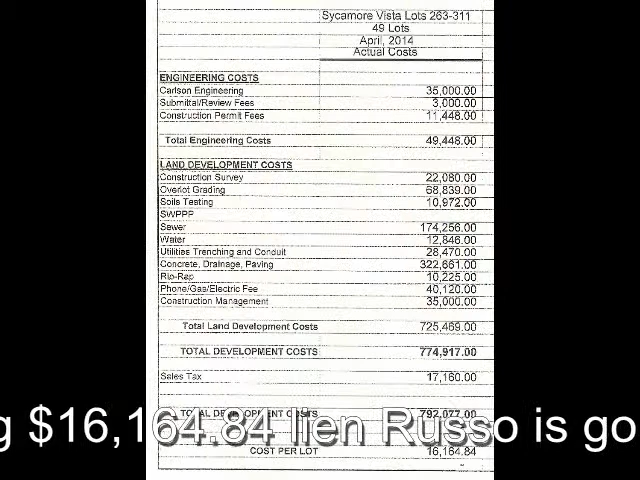 Sycamore Vista Lots 263-311
49 Lots
April, 2014
Actual Costs
ENGINEERING COSTS
Carlson Engineering 35,000.00
Submittal/Review Fees 3,000.00
Construction Permit Fees 11,448.00
Total Engineering Costs 49,448.00
LAND DEVELOPMENT COSTS
Construction Survey 22,080.00
Overlot Grading 68,839.00
Soils Testing 10,972.00
SWPPP
Sewer 174,256.00
Water 12,846.00
Utilities Trenching and Conduit 28,470.00
Concrete, Drainage, Paving 322,661.00
Rip-Rap 10,225.00
Phone/Gas/Electric Fee 40,120.00
Construction Management 35,000.00
Total Land Development Costs 725,469.00
TOTAL DEVELOPMENT COSTS 774,917.00
Sales Tax 17,160.00
TOTAL DEVELOPMENT COSTS 792,077.00
g $16,164.84 lien Russo is go
COST PER LOT 16,164.84